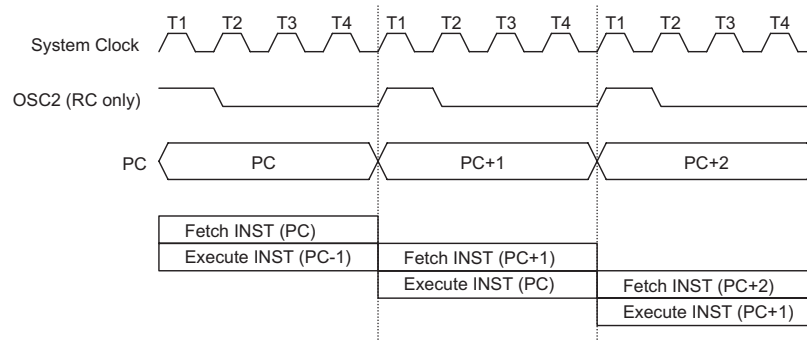 T1 T2 T3 T4 T1 T2 T3 T4 T1 T2 T3 T4
System Clock
OSC2 (RC only)
PC PC PC+1 PC+2
Fetch INST (PC)
Execute INST (PC-1) Fetch INST (PC+1)
Execute INST (PC) Fetch INST (PC+2)
Execute INST (PC+1)